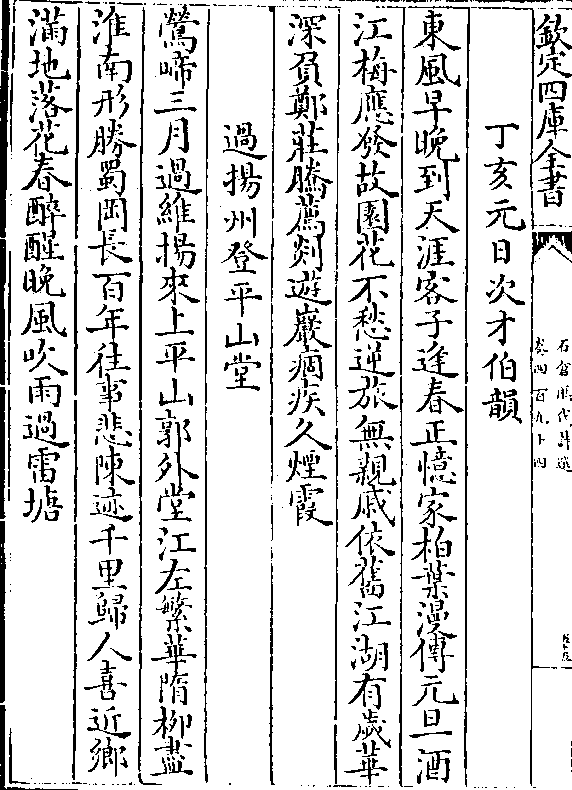 欽定四庫全書
石倉歷代詩選
卷四百九十四
丁亥元日次才伯韻
東風早晚到天涯客子逢春正憶家柏葉漫傳元旦酒
江梅應發故園花不愁逆旅無親戚依舊江湖有歲華
深負鄭莊騰薦剡遊巖痼疾久煙霞
過揚州登平山堂
鶯啼三月過維揚來上平山郭外堂江左繁華隋栁盡
淮南形勝蜀岡長百年往事悲陳迹千里歸人喜近鄉
滿地落花春醉醒晚風吹雨過雷塘